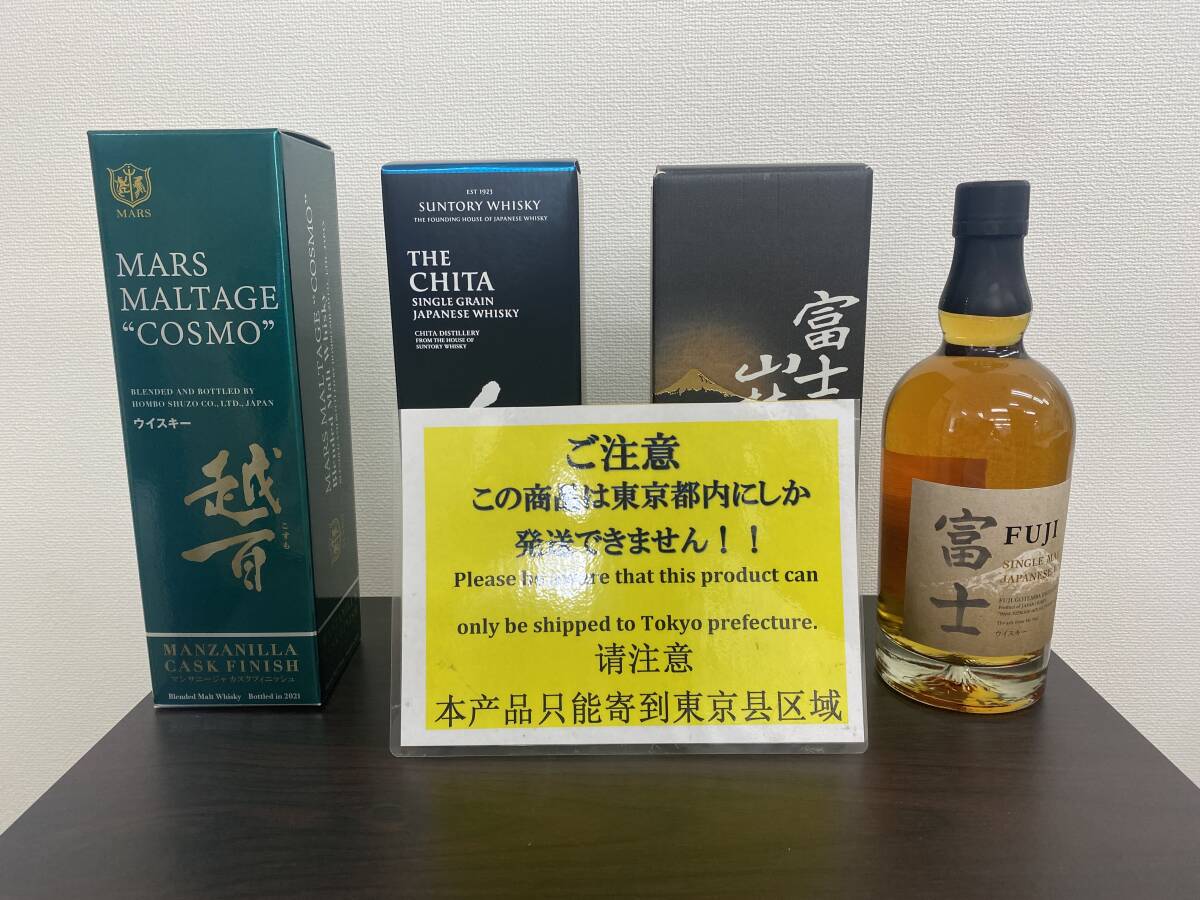 MARS
MARS
MALTAGE
“COSMO”
BLENDED AND BOTTLED BY
HOMBO SHUZO CO., LTD., JAPAN
ウイスキー
越百
こすも
MANZANILLA
CASK FINISH
マンサニージャ カスクフィニッシュ
Blended Malt Whisky Bottled in 2021
MARS MALTAGE “COSMO”
Blended Malt Whisky
EST 1923
SUNTORY WHISKY
THE FOUNDING HOUSE OF JAPANESE WHISKY
THE
CHITA
SINGLE GRAIN
JAPANESE WHISKY
CHITA DISTILLERY
FROM THE HOUSE OF
SUNTORY WHISKY
富士
山
ご注意
この商品は東京都内にしか
発送できません！！
Please be aware that this product can
only be shipped to Tokyo prefecture.
请注意
本产品只能寄到東京县区域
富士
FUJI
SINGLE
JAPANESE
ウイスキー